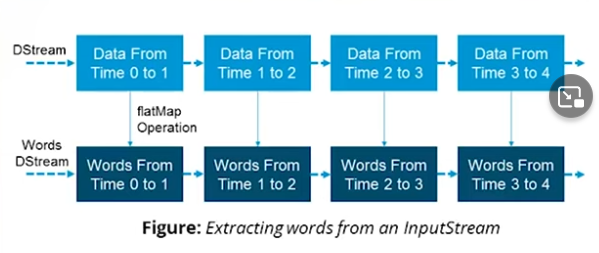 DStream
Data From
Time 0 to 1
Data From
Time 1 to 2
Data From
Time 2 to 3
Data From
Time 3 to 4
flatMap
Operation
Words
DStream
Words From
Time 0 to 1
Words From
Time 1 to 2
Words From
Time 2 to 3
Words From
Time 3 to 4
Figure: Extracting words from an InputStream